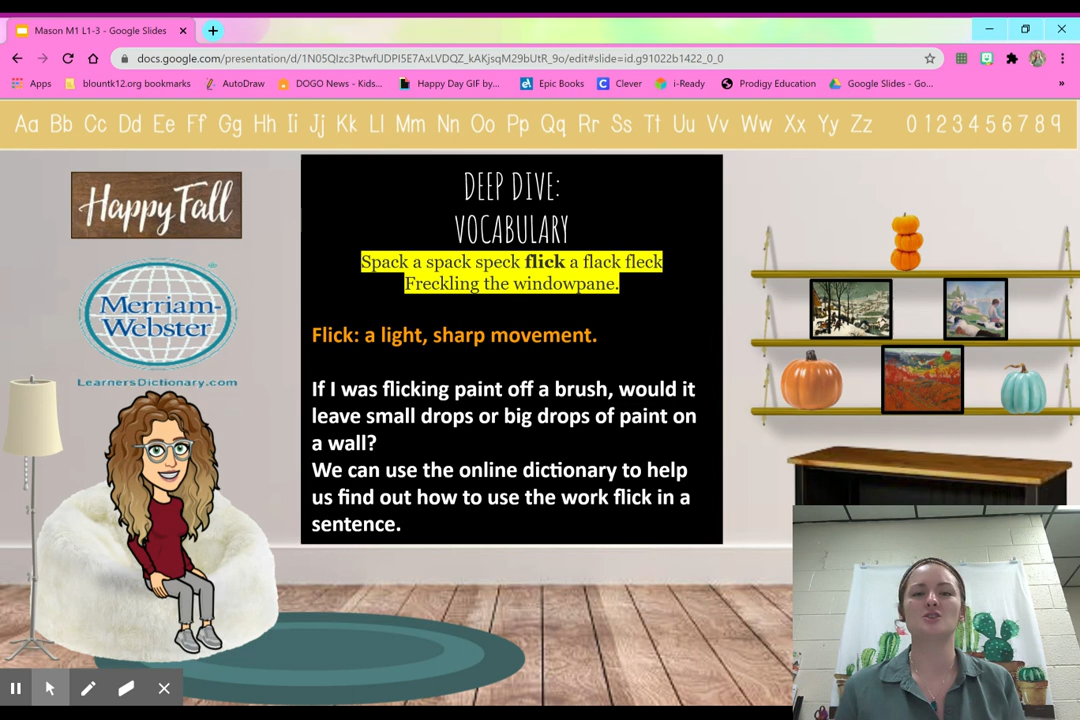 Mason M1 L1-3 - Google Slides
docs.google.com/presentation/d/1N05QIzc3PtwfUDPI5E7AxLVDQZ_kAKjsqM29bUtR_9o/edit#slide=id.g91022b1422_0_0
Apps blountk12.org bookmarks AutoDraw DOGO News - Kids... Happy Day GIF by... Epic Books Clever i-Ready Prodigy Education Google Slides - Go...
Aa Bb Cc Dd Ee Ff Gg Hh Ii Jj Kk Ll Mm Nn Oo Pp Qq Rr Ss Tt Uu Vv Ww Xx Yy Zz 0 1 2 3 4 5 6 7 8 9
Happy Fall
Merriam-
Webster
LearnersDictionary.com
DEEP DIVE:
VOCABULARY
Spack a spack speck flick a flack fleck
Freckling the windowpane.
Flick: a light, sharp movement.
If I was flicking paint off a brush, would it
leave small drops or big drops of paint on
a wall?
We can use the online dictionary to help
us find out how to use the work flick in a
sentence.